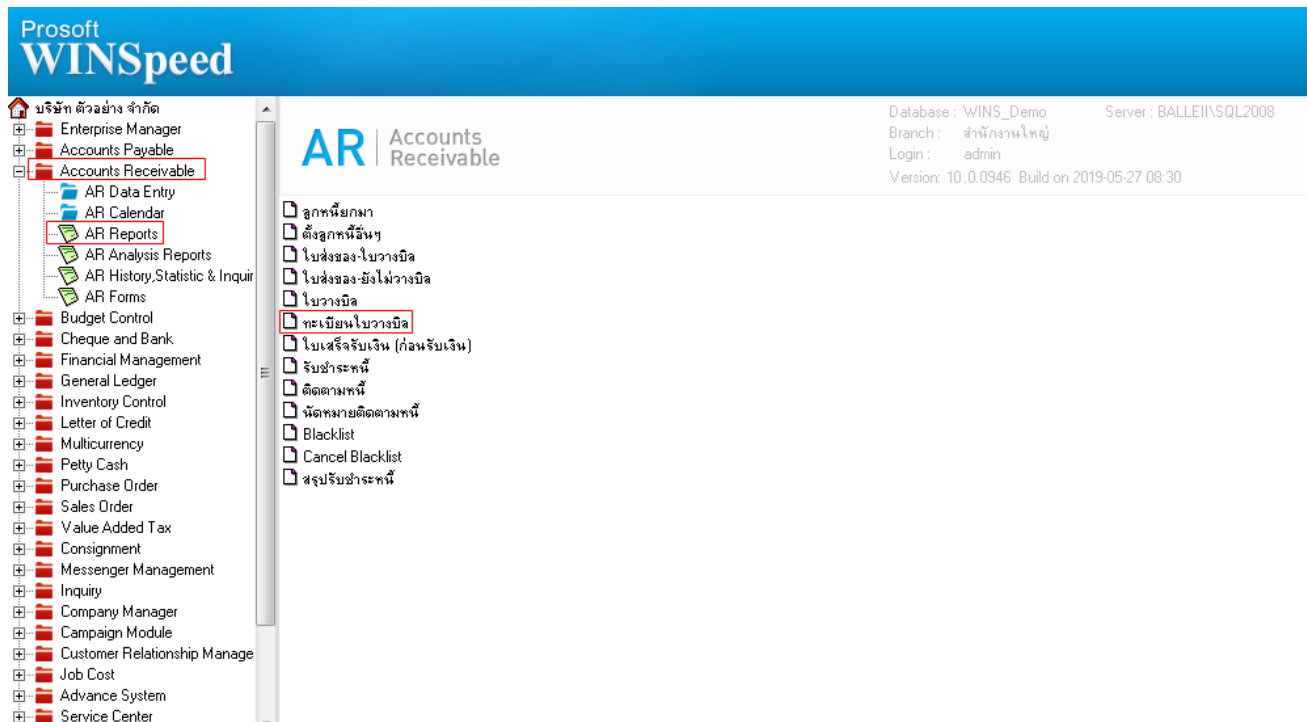 Prosoft
WINSpeed
บริษัท ตัวอย่าง จำกัด
Enterprise Manager
Accounts Payable
Accounts Receivable
AR Data Entry
AR Calendar
AR Reports
AR Analysis Reports
AR History,Statistic & Inquir
AR Forms
Budget Control
Cheque and Bank
Financial Management
General Ledger
Inventory Control
Letter of Credit
Multicurrency
Petty Cash
Purchase Order
Sales Order
Value Added Tax
Consignment
Messenger Management
Inquiry
Company Manager
Campaign Module
Customer Relationship Manage
Job Cost
Advance System
Service Center
AR Accounts
Receivable
Database : WINS_Demo Server : BALLEII\SQL2008
Branch : สำนักงานใหญ่
Login : admin
Version: 10.0.0946 Build on 2019-05-27 08:30
ลูกหนี้ยกมา
ตั้งลูกหนี้อื่นๆ
ใบส่งของ-ใบวางบิล
ใบส่งของ-ยังไม่วางบิล
ใบวางบิล
ทะเบียนใบวางบิล
ใบเสร็จรับเงิน (ก่อนรับเงิน)
รับชำระหนี้
ติดตามหนี้
นัดหมายติดตามหนี้
Blacklist
Cancel Blacklist
สรุปรับชำระหนี้